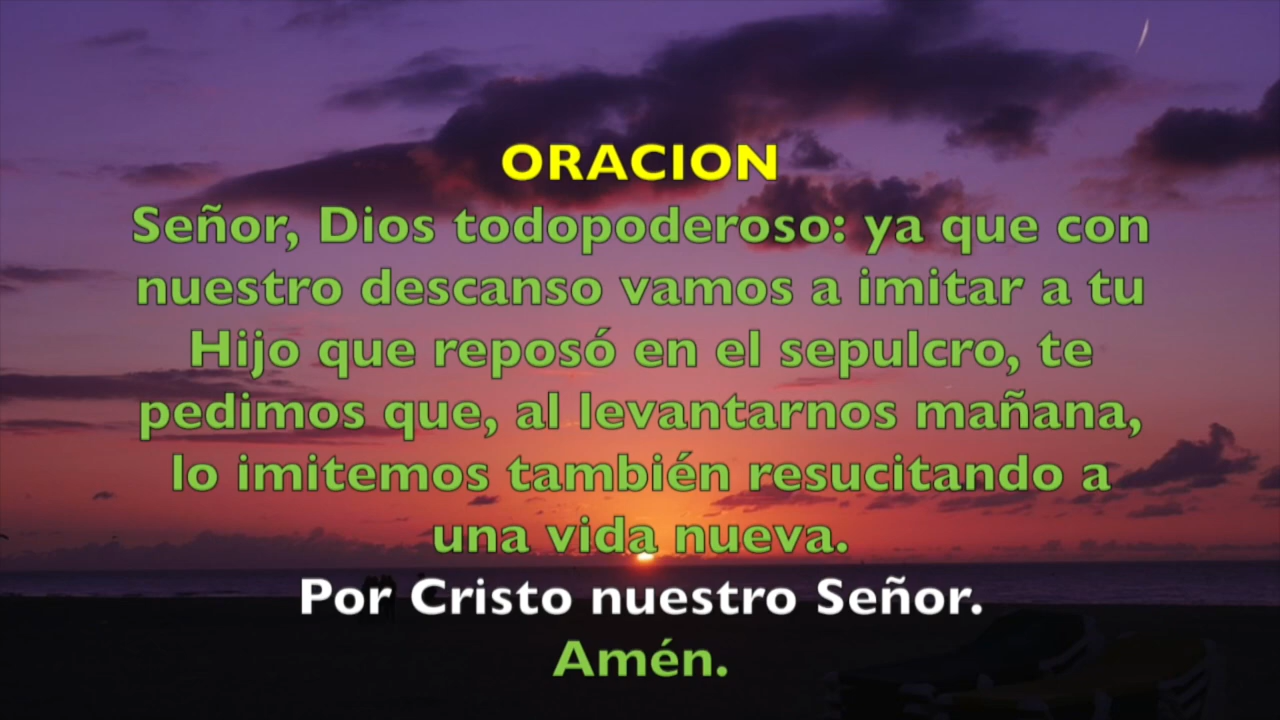 ORACION
Señor, Dios todopoderoso: ya que con
nuestro descanso vamos a imitar a tu
Hijo que reposó en el sepulcro, te
pedimos que, al levantarnos mañana,
lo imitemos también resucitando a
una vida nueva.
Por Cristo nuestro Señor.
Amén.